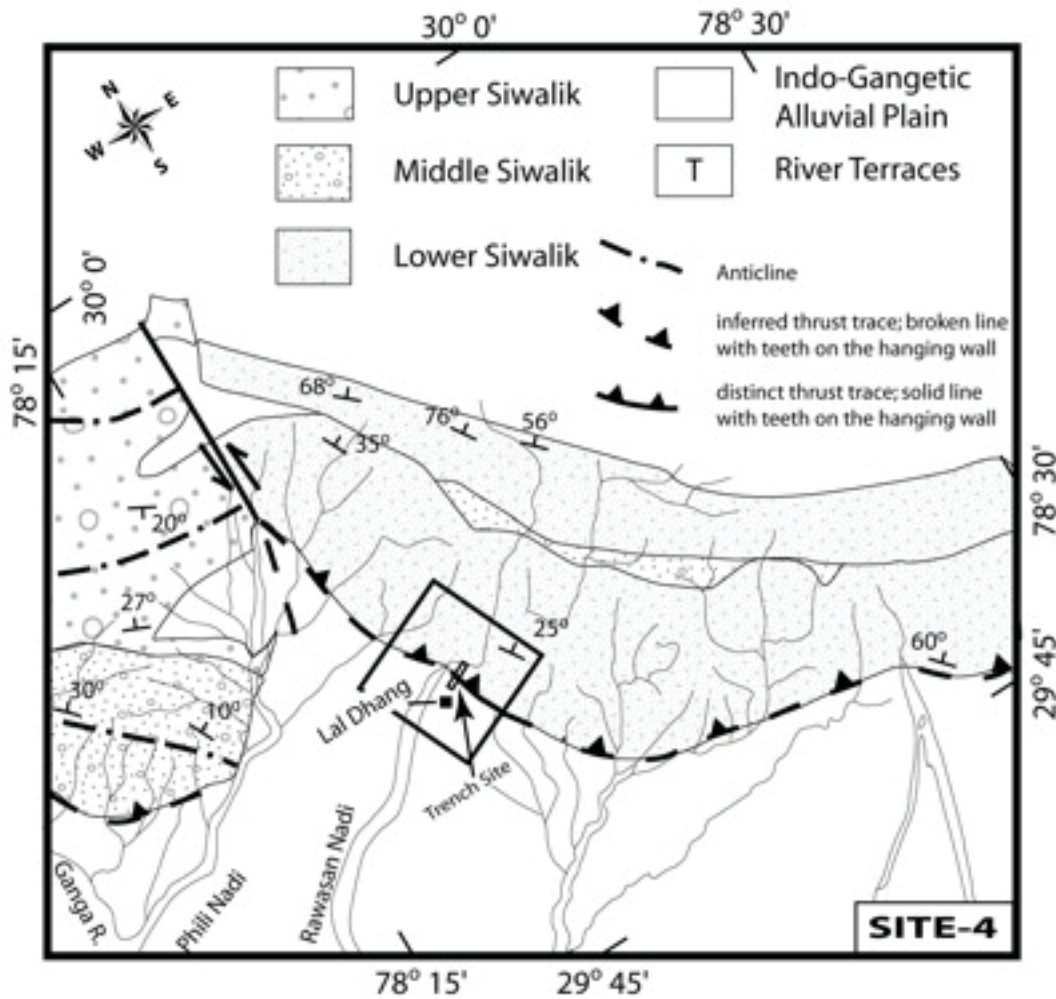 30° 0'
78° 30'
N
E
W
S
Upper Siwalik
Middle Siwalik
Lower Siwalik
Indo-Gangetic
Alluvial Plain
T
River Terraces
Anticline
inferred thrust trace; broken line
with teeth on the hanging wall
distinct thrust trace; solid line
with teeth on the hanging wall
30° 0'
78° 15'
68°
76°
56°
35°
20°
27°
30°
10°
25°
60°
78° 30'
29° 45'
Lal Dhang
Trench Site
Ganga R.
Phili Nadi
Rawasan Nadi
SITE-4
78° 15'
29° 45'